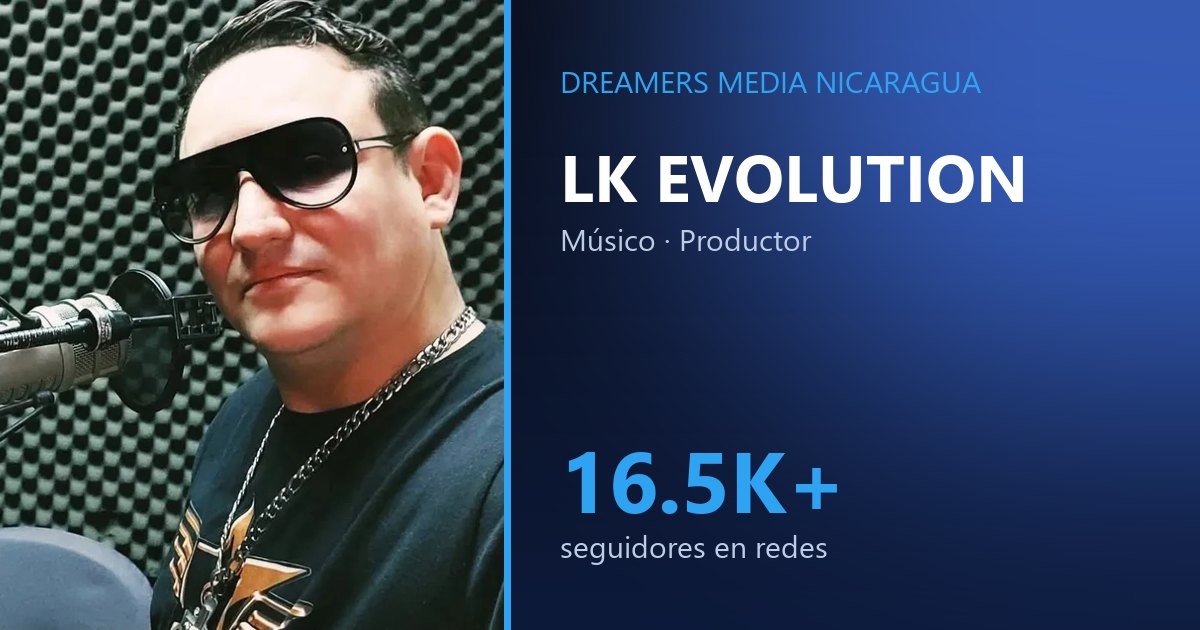 DREAMERS MEDIA NICARAGUA
LK EVOLUTION
Músico · Productor
16.5K+
seguidores en redes